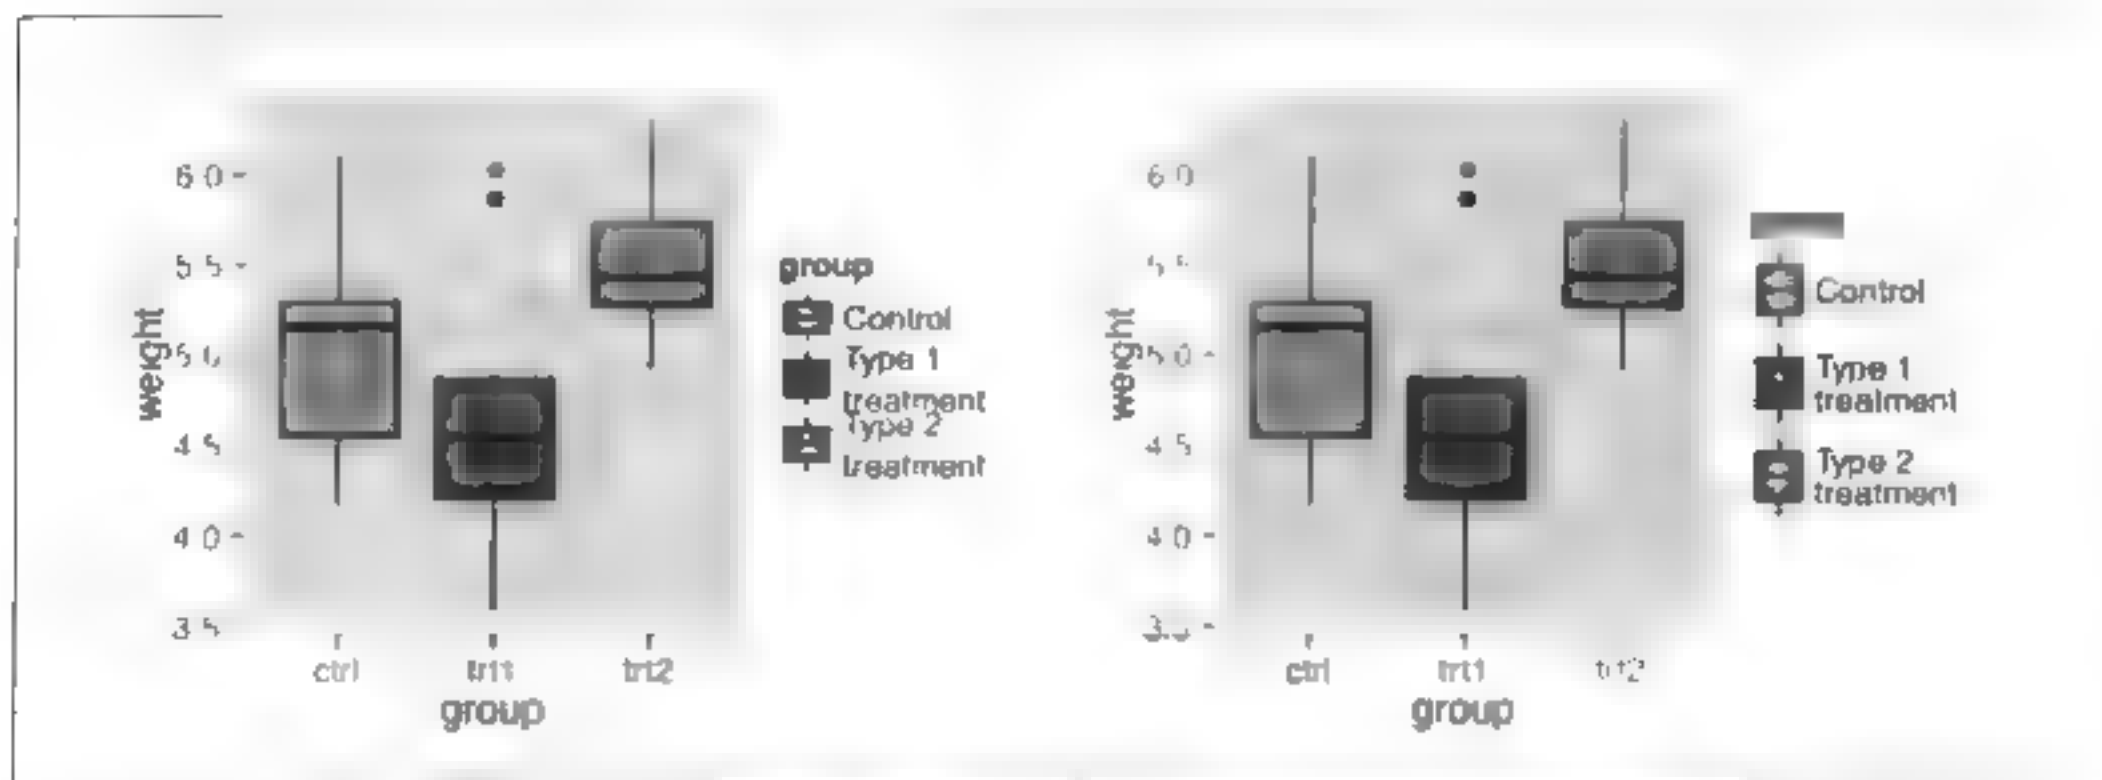 6.0
5.5
5.0
4.5
4.0
3.5
weight
ctrl
trt1
trt2
group
group
Control
Type 1
treatment
Type 2
treatment
6.0
5.0
4.5
4.0
weight
ctrl
trt1
trt2
group
Control
Type 1
treatment
Type 2
treatment